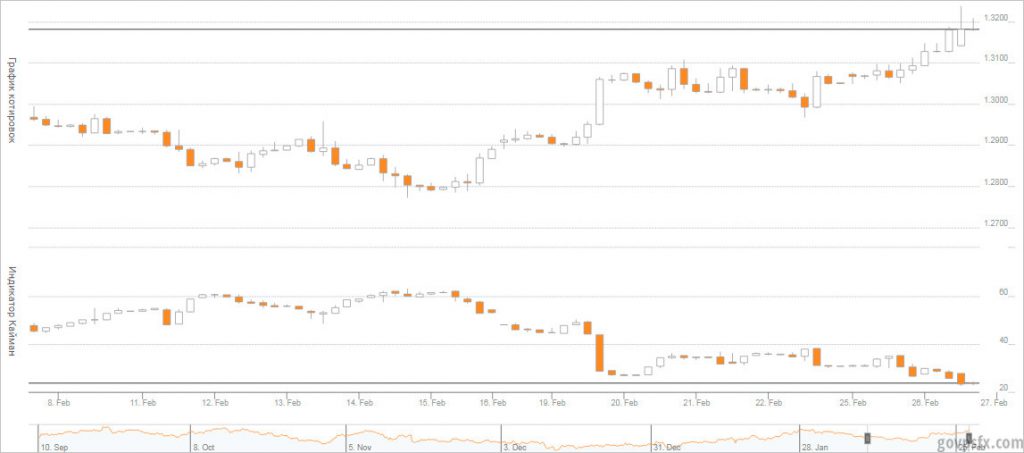 График котировок
1.3200
1.3100
1.3000
1.2900
1.2800
1.2700
Индикатор Кайман
60
40
20
8. Feb 11. Feb 12. Feb 13. Feb 14. Feb 15. Feb 18. Feb 19. Feb 20. Feb 21. Feb 22. Feb 25. Feb 26. Feb 27. Feb
10. Sep 8. Oct 5. Nov 3. Dec 31. Dec 28. Jan Feb